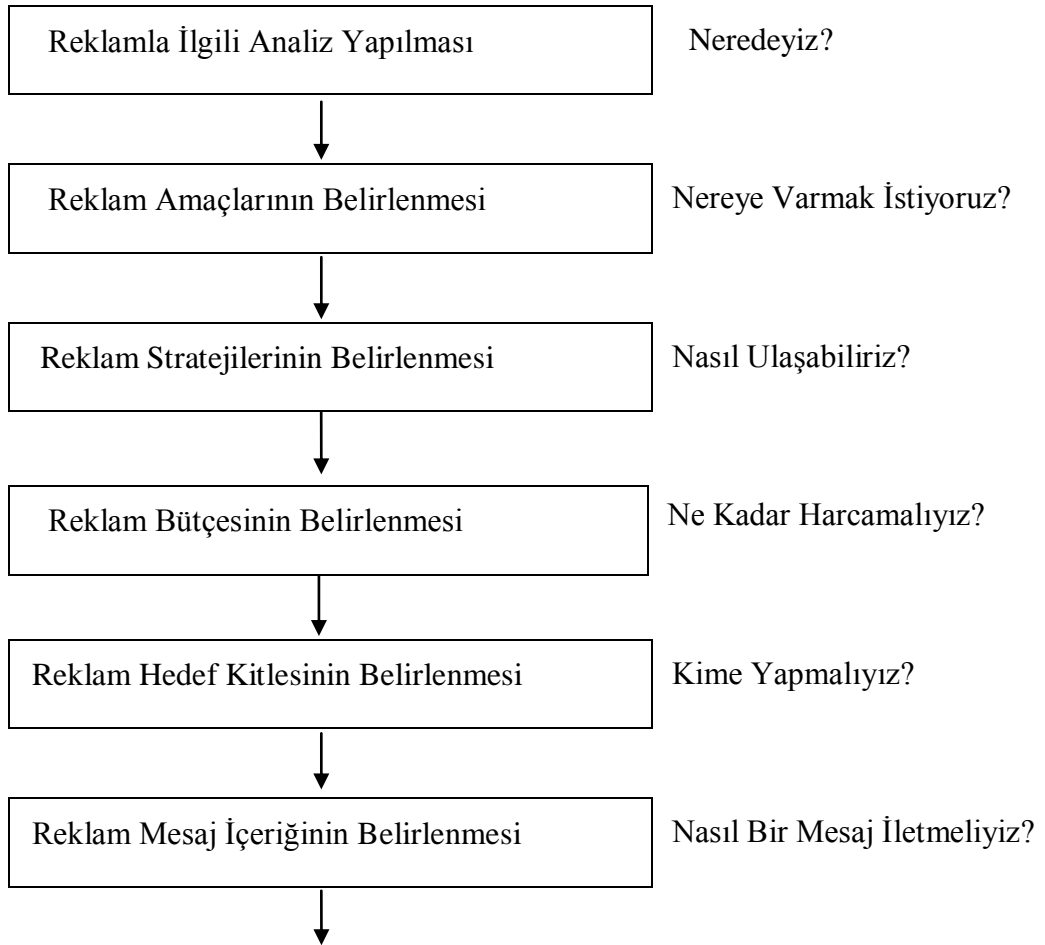 Reklamla İlgili Analiz Yapılması
Neredeyiz?
Reklam Amaçlarının Belirlenmesi
Nereye Varmak İstiyoruz?
Reklam Stratejilerinin Belirlenmesi
Nasıl Ulaşabiliriz?
Reklam Bütçesinin Belirlenmesi
Ne Kadar Harcamalıyız?
Reklam Hedef Kitlesinin Belirlenmesi
Kime Yapmalıyız?
Reklam Mesaj İçeriğinin Belirlenmesi
Nasıl Bir Mesaj İletmeliyiz?